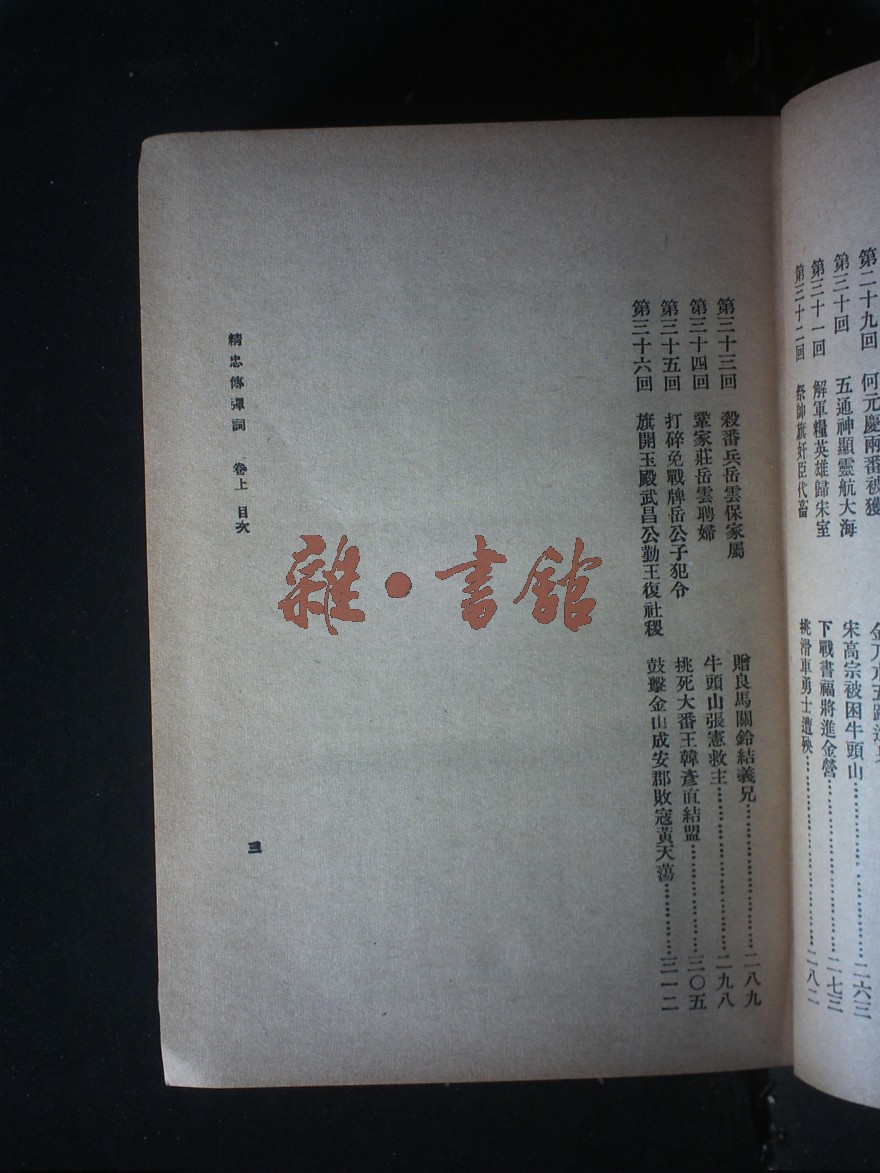 第二十九回　何元慶兩番被獲
第三十回　五通神顯靈航大海　宋高宗被困牛頭山……………二六三
第三十一回　解軍糧英雄歸宋室　下戰書福將進金營……………二七三
第三十二回　祭帥旗奸臣代畜　挑滑車勇士遭殃……………二八二
第三十三回　殺番兵岳雲保家屬　贈良馬關鈴結義兄……………二八九
第三十四回　鞏家莊岳雲聘婦　牛頭山張憲救主……………二九八
第三十五回　打碎免戰牌岳公子犯令　挑死大番王韓彥直結盟……………三〇五
第三十六回　旗開玉殿武昌公勤王復社稷　鼓擊金山成安郡敗寇黃天蕩……………三一二
精忠傳彈詞　卷上　目次
三
雜·書館